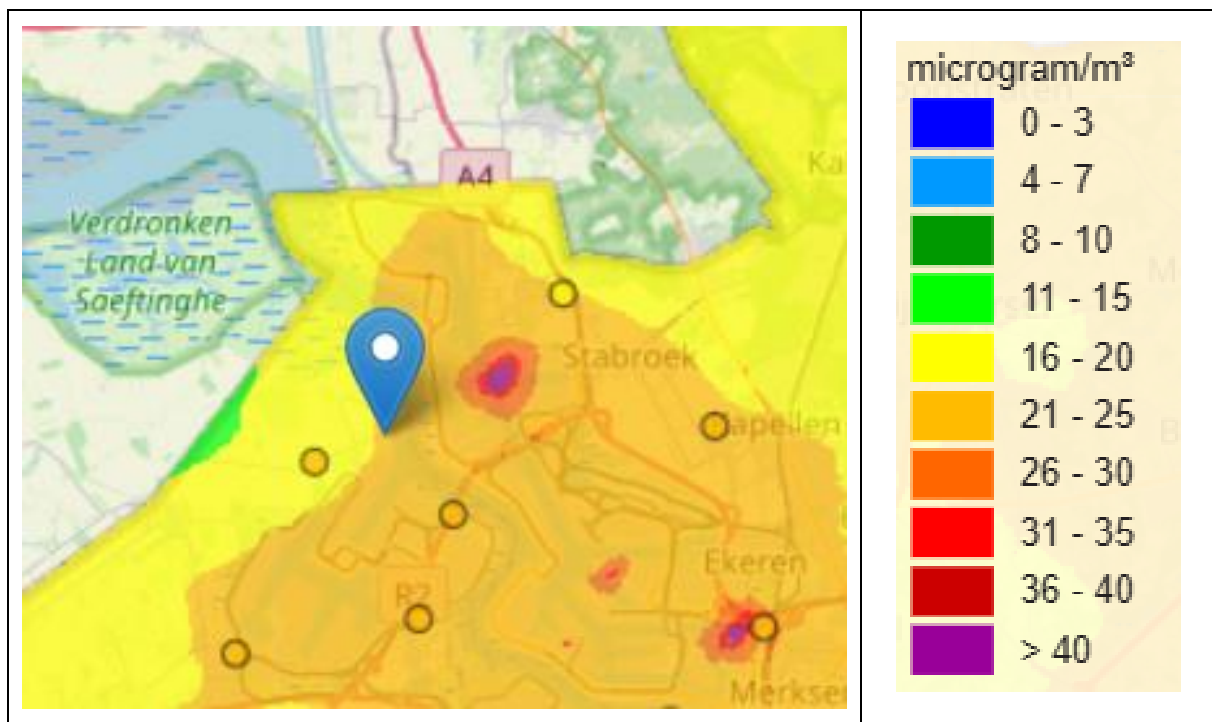 A4
Ka
Verdronken
Land van
Saeftinghe
Stabroek
Kapellen
Ekeren
R2
Merksem
microgram/m³
0 - 3
4 - 7
8 - 10
11 - 15
16 - 20
21 - 25
26 - 30
31 - 35
36 - 40
> 40